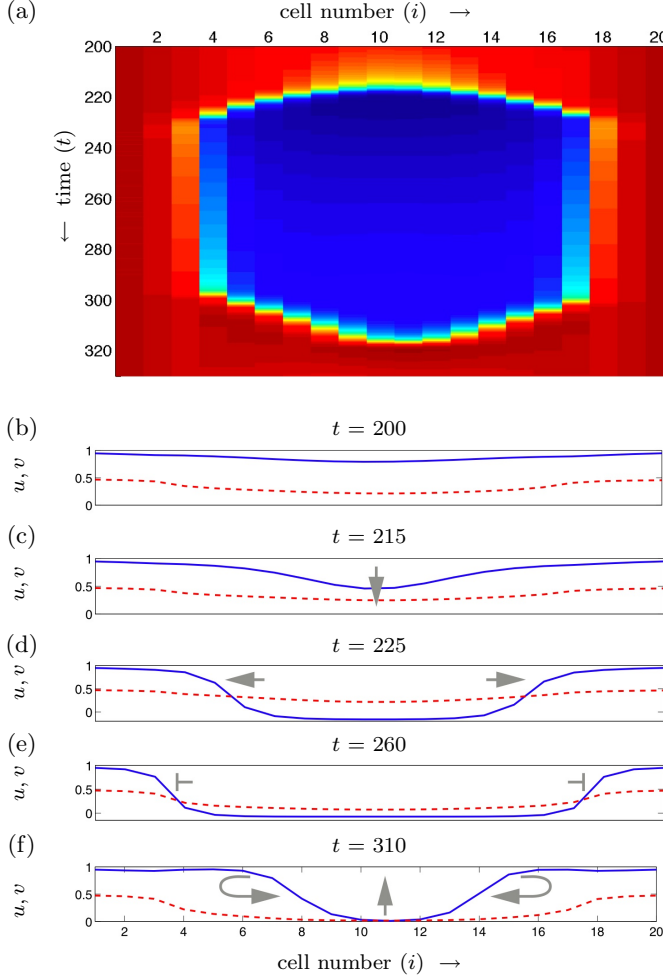 (a) cell number (i) →
2 4 6 8 10 12 14 16 18 20
200
220
240
260
280
300
320
← time (t)
(b) t = 200
1
0.5
0
u, v
(c) t = 215
1
0.5
0
u, v
(d) t = 225
1
0.5
0
u, v
(e) t = 260
1
0.5
0
u, v
(f) t = 310
1
0.5
0
u, v
2 4 6 8 10 12 14 16 18 20
cell number (i) →